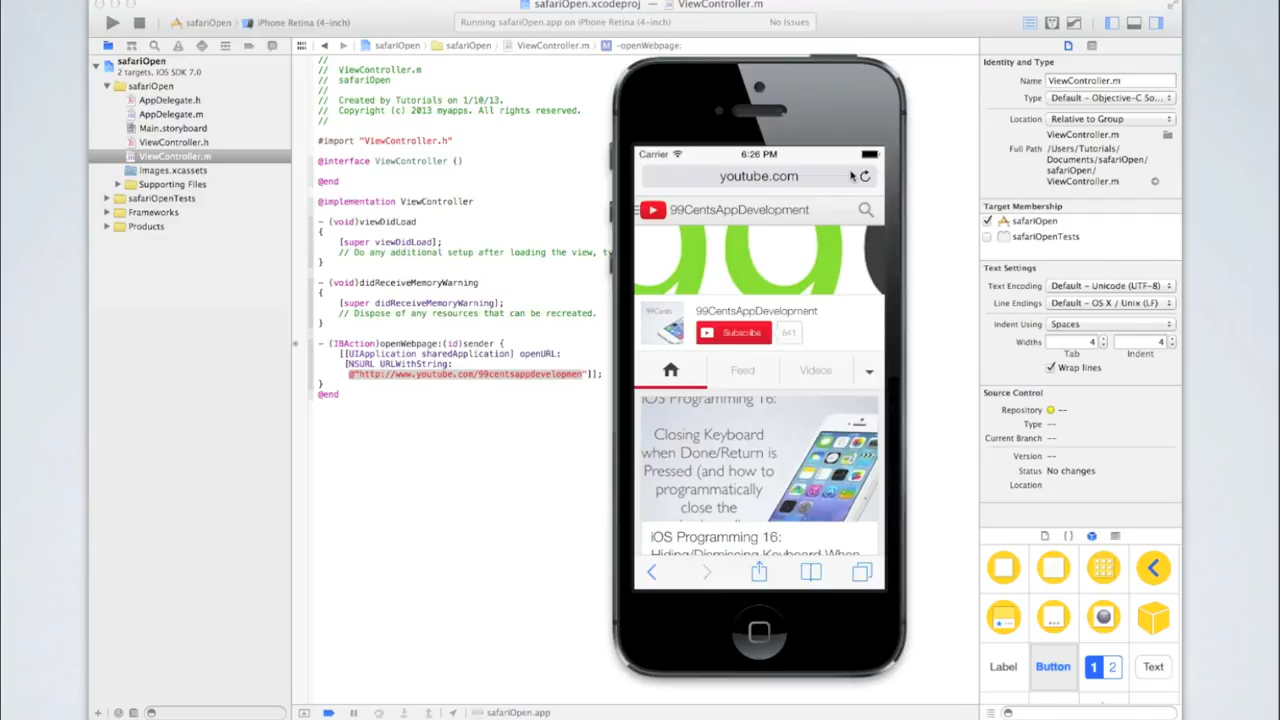 safariOpen.xcodeproj — ViewController.m
safariOpen iPhone Retina (4-inch)
Running safariOpen.app on iPhone Retina (4-inch) No Issues
safariOpen safariOpen ViewController.m M -openWebpage:
safariOpen
2 targets, iOS SDK 7.0
safariOpen
AppDelegate.h
AppDelegate.m
Main.storyboard
ViewController.h
ViewController.m
Images.xcassets
Supporting Files
safariOpenTests
Frameworks
Products
//
// ViewController.m
// safariOpen
//
// Created by Tutorials on 1/10/13.
// Copyright (c) 2013 myapps. All rights reserved.
//
#import "ViewController.h"
@interface ViewController ()
@end
@implementation ViewController
- (void)viewDidLoad
{
[super viewDidLoad];
// Do any additional setup after loading the view, ty
}
- (void)didReceiveMemoryWarning
{
[super didReceiveMemoryWarning];
// Dispose of any resources that can be recreated.
}
- (IBAction)openWebpage:(id)sender {
[[UIApplication sharedApplication] openURL:
[NSURL URLWithString:
@"http://www.youtube.com/99centsappdevelopmen"]];
}
@end
Carrier 6:26 PM
youtube.com
99CentsAppDevelopment
99Cents
99CentsAppDevelopment
Subscribe 641
Feed Videos
iOS Programming 16:
Closing Keyboard
when Done/Return is
Pressed (and how to
programmatically
close the
iOS Programming 16:
Hiding/Dismissing Keyboard When
Identity and Type
Name ViewController.m
Type Default - Objective-C So...
Location Relative to Group
ViewController.m
Full Path /Users/Tutorials/
Documents/safariOpen/
safariOpen/
ViewController.m
Target Membership
safariOpen
safariOpenTests
Text Settings
Text Encoding Default - Unicode (UTF-8)
Line Endings Default - OS X / Unix (LF)
Indent Using Spaces
Widths 4 4
Tab Indent
Wrap lines
Source Control
Repository --
Type --
Current Branch --
Version --
Status No changes
Location
{ }
Label Button 1 2 Text
safariOpen.app